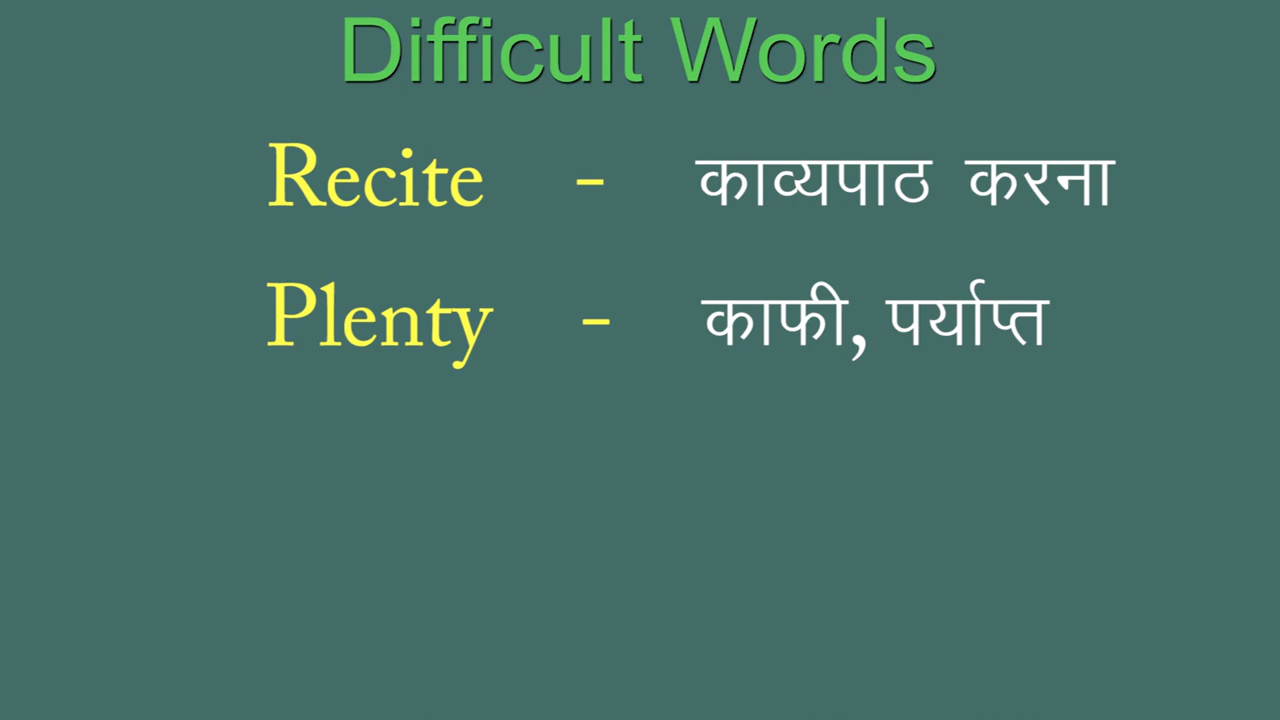 Difficult Words
Recite - काव्यपाठ करना
Plenty - काफी, पर्याप्त